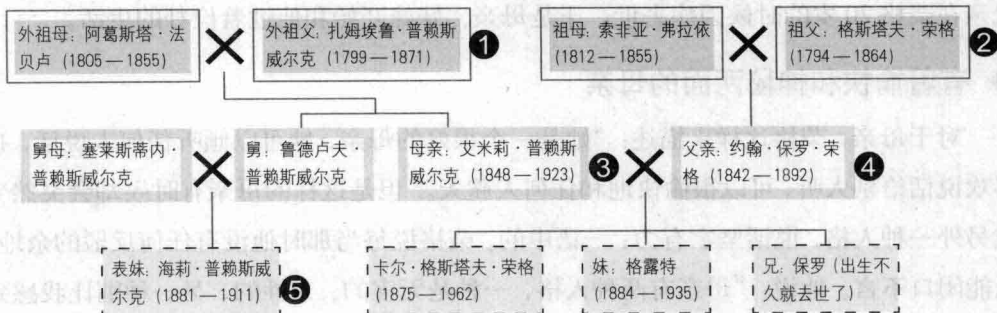 外祖母：阿葛斯塔·法
贝卢（1805—1855）
外祖父：扎姆埃鲁·普赖斯
威尔克（1799—1871）
❶
祖母：索非亚·弗拉依
（1812—1855）
祖父：格斯塔夫·荣格
（1794—1864）
❷
舅母：塞莱斯蒂内·
普赖斯威尔克
舅：鲁德卢夫·
普赖斯威尔克
母亲：艾米莉·普赖斯
威尔克（1848—1923）
❸
父亲：约翰·保罗·荣
格（1842—1892）
❹
表妹：海莉·普赖斯威
尔克（1881—1911）
❺
卡尔·格斯塔夫·荣格
（1875—1962）
妹：格露特
（1884—1935）
兄：保罗（出生不
久就去世了）